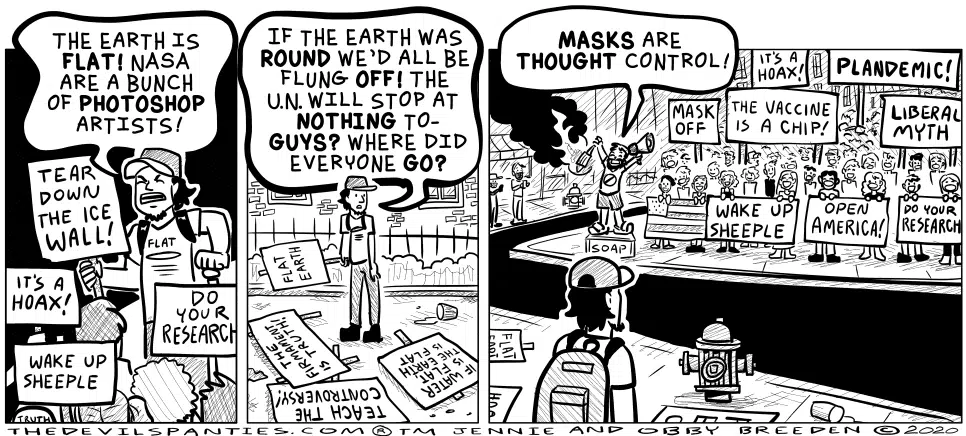 THE EARTH IS
FLAT! NASA
ARE A BUNCH
OF PHOTOSHOP
ARTISTS!
TEAR
DOWN
THE ICE
WALL!
FLAT
IT'S A
HOAX!
DO
YOUR
RESEARCH
WAKE UP
SHEEPLE
TRUTH
IF THE EARTH WAS
ROUND WE'D ALL BE
FLUNG OFF! THE
U.N. WILL STOP AT
NOTHING TO-
GUYS? WHERE DID
EVERYONE GO?
FLAT
EARTH
THE
FIRMAMENT
IS
TRUTH!
IF WATER
IS FLAT
THE EARTH
IS FLAT
TEACH THE
CONTROVERSY!
MASKS ARE
THOUGHT CONTROL!
IT'S A
HOAX!
PLANDEMIC!
MASK
OFF
THE VACCINE
IS A CHIP!
LIBERAL
MYTH
SOAP
WAKE UP
SHEEPLE
OPEN
AMERICA!
DO YOUR
RESEARCH
FLAT
THEDEVILSPANTIES.COM ® TM JENNIE AND OBBY BREEDEN © 2020